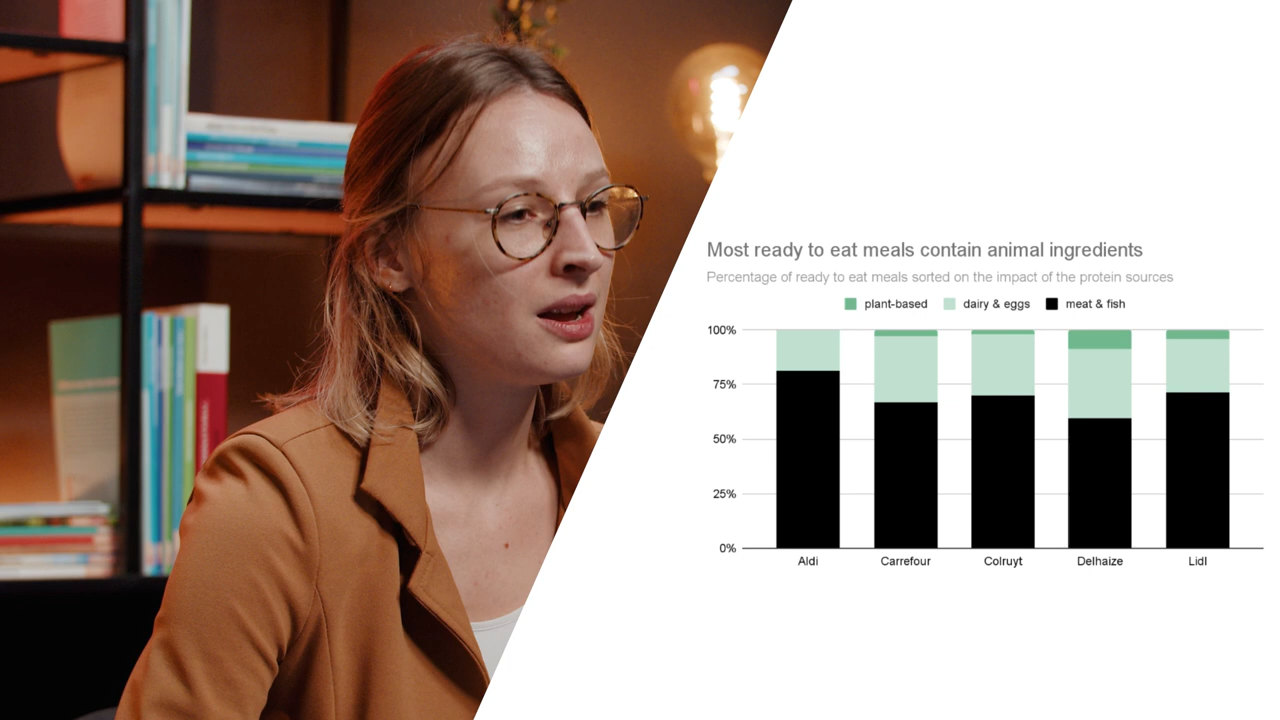 Most ready to eat meals contain animal ingredients
Percentage of ready to eat meals sorted on the impact of the protein sources
plant-based dairy & eggs meat & fish
100%
75%
50%
25%
0%
Aldi Carrefour Colruyt Delhaize Lidl